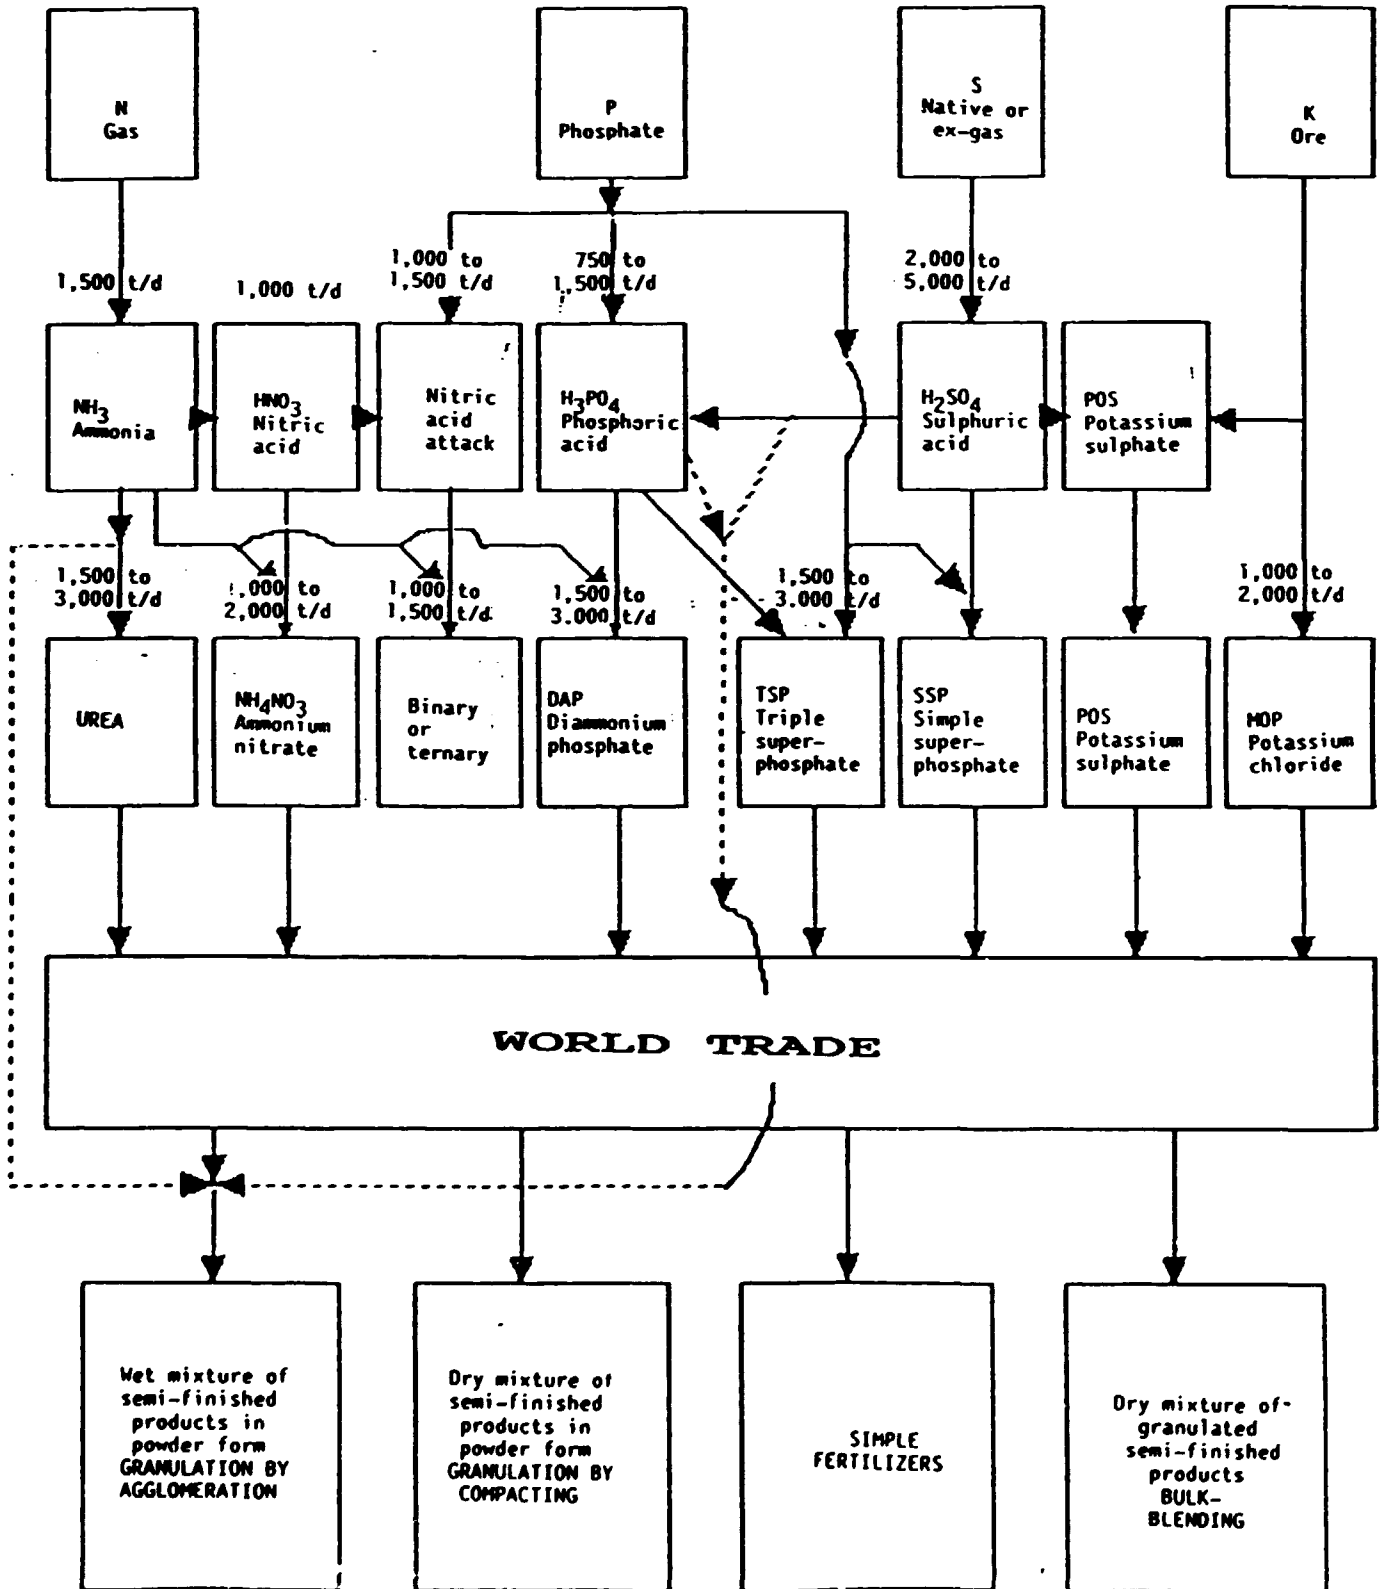 N
Gas
P
Phosphate
S
Native or
ex-gas
K
Ore
1,500 t/d
1,000 t/d
1,000 to
1,500 t/d
750 to
1,500 t/d
2,000 to
5,000 t/d
NH3
Ammonia
HNO3
Nitric
acid
Nitric
acid
attack
H3PO4
Phosphoric
acid
H2SO4
Sulphuric
acid
POS
Potassium
sulphate
1,500 to
3,000 t/d
1,000 to
2,000 t/d
1,000 to
1,500 t/d
1,500 to
3.000 t/d
1,500 to
3.000 t/d
1,000 to
2,000 t/d
UREA
NH4NO3
Ammonium
nitrate
Binary
or
ternary
DAP
Diammonium
phosphate
TSP
Triple
super-
phosphate
SSP
Simple
super-
phosphate
POS
Potassium
sulphate
MOP
Potassium
chloride
WORLD TRADE
Wet mixture of
semi-finished
products in
powder form
GRANULATION BY
AGGLOMERATION
Dry mixture of
semi-finished
products in
powder form
GRANULATION BY
COMPACTING
SIMPLE
FERTILIZERS
Dry mixture of
granulated
semi-finished
products
BULK-
BLENDING